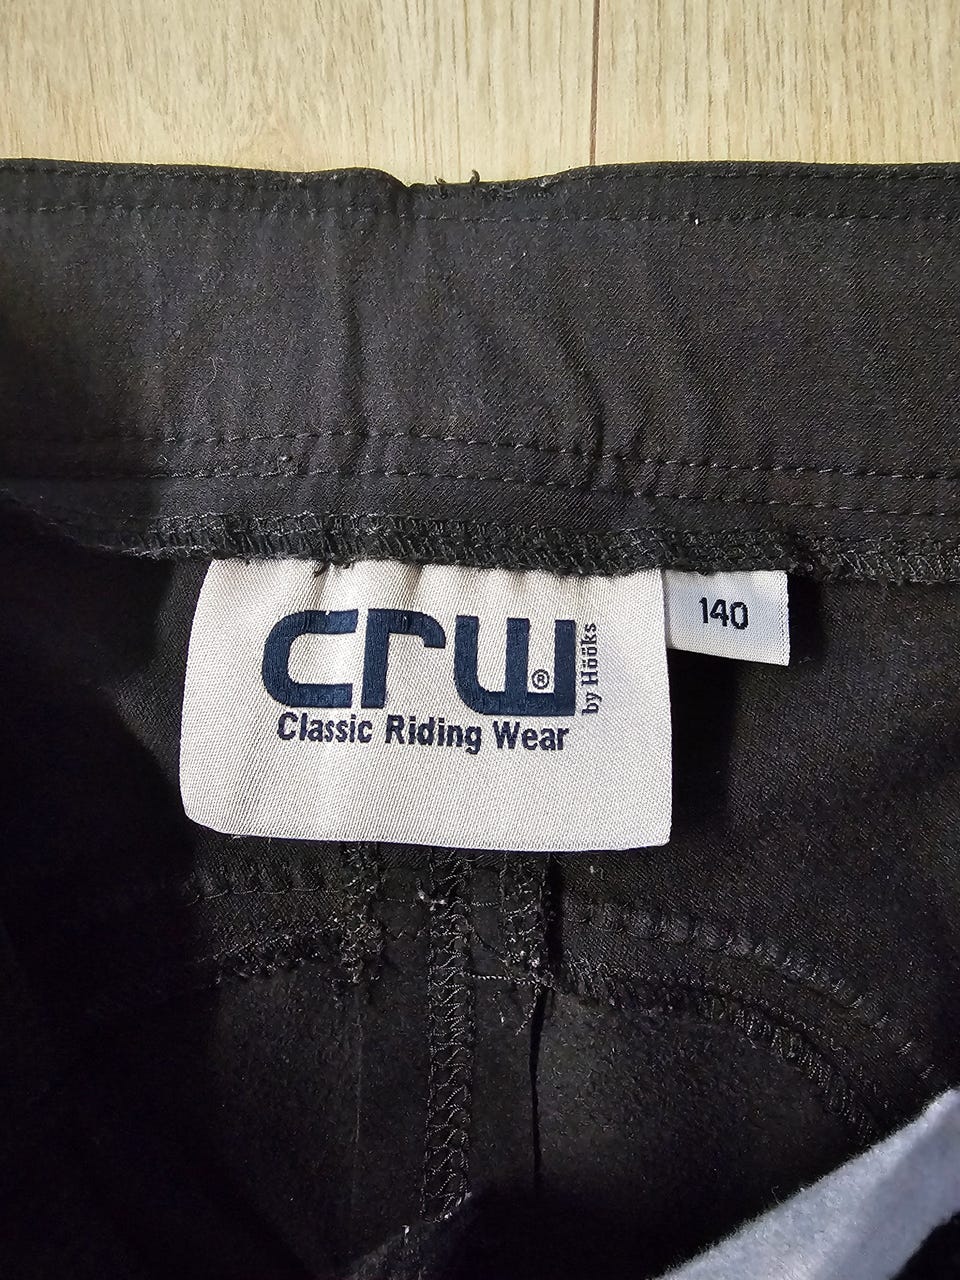 crw®
by Hööks
Classic Riding Wear
140